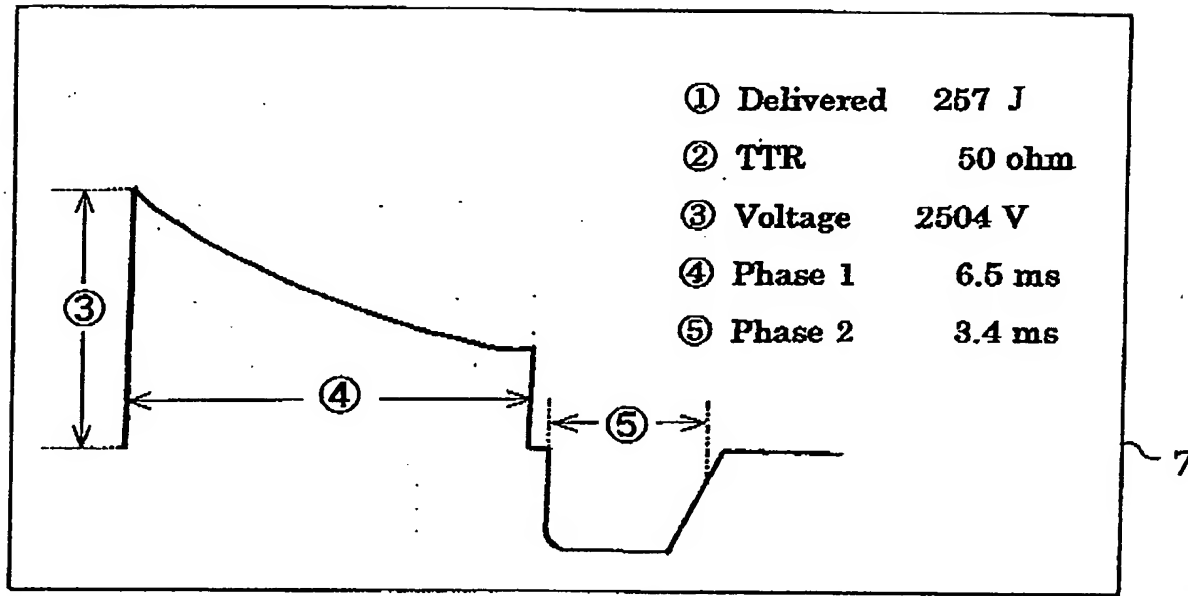 ① Delivered 257 J
② TTR 50 ohm
③ Voltage 2504 V
④ Phase 1 6.5 ms
⑤ Phase 2 3.4 ms
③
④
⑤
7